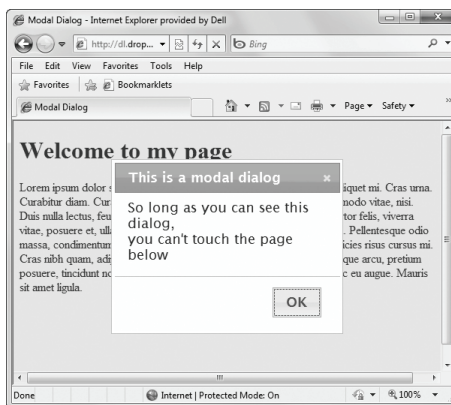 Modal Dialog - Internet Explorer provided by Dell
http://dl.drop...
Bing
File Edit View Favorites Tools Help
Favorites Bookmarklets
Modal Dialog
Page Safety
Welcome to my page
This is a modal dialog
Lorem ipsum dolor s
iquet mi. Cras urna.
Curabitur diam. Cur
modo vitae, nisi.
Duis nulla lectus, feu
tor felis, viverra
vitae, posuere et, ull
. Pellentesque odio
massa, condimentum
icies risus cursus mi.
Cras nibh quam, adi
que arcu, pretium
posuere, tincidunt no
c eu augue. Mauris
sit amet ligula.
So long as you can see this
dialog,
you can't touch the page
below
OK
Done
Internet | Protected Mode: On
100%